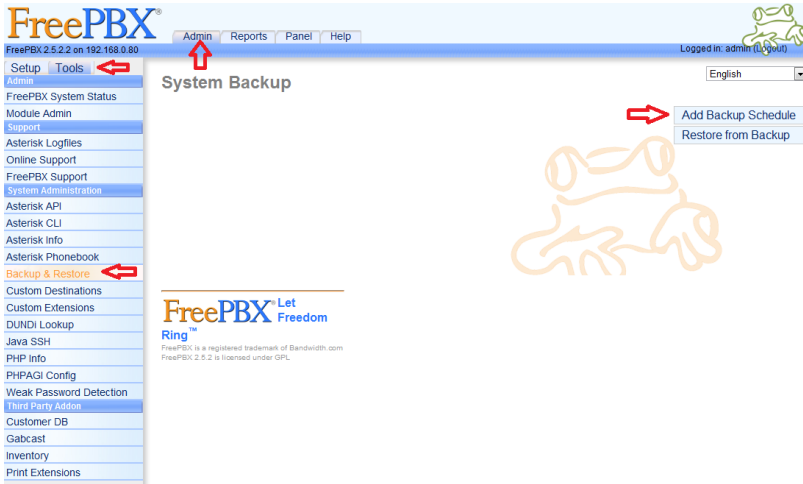 FreePBX®
Admin Reports Panel Help
FreePBX 2.5.2.2 on 192.168.0.80
Logged in: admin (Logout)
Setup Tools
English
Admin
System Backup
FreePBX System Status
Module Admin
Add Backup Schedule
Support
Restore from Backup
Asterisk Logfiles
Online Support
FreePBX Support
System Administration
Asterisk API
Asterisk CLI
Asterisk Info
Asterisk Phonebook
Backup & Restore
Custom Destinations
Custom Extensions
DUNDi Lookup
Java SSH
PHP Info
PHPAGI Config
Weak Password Detection
Third Party Addon
Customer DB
Gabcast
Inventory
Print Extensions
FreePBX® Let
Freedom
Ring™
FreePBX is a registered trademark of Bandwidth.com
FreePBX 2.5.2 is licensed under GPL